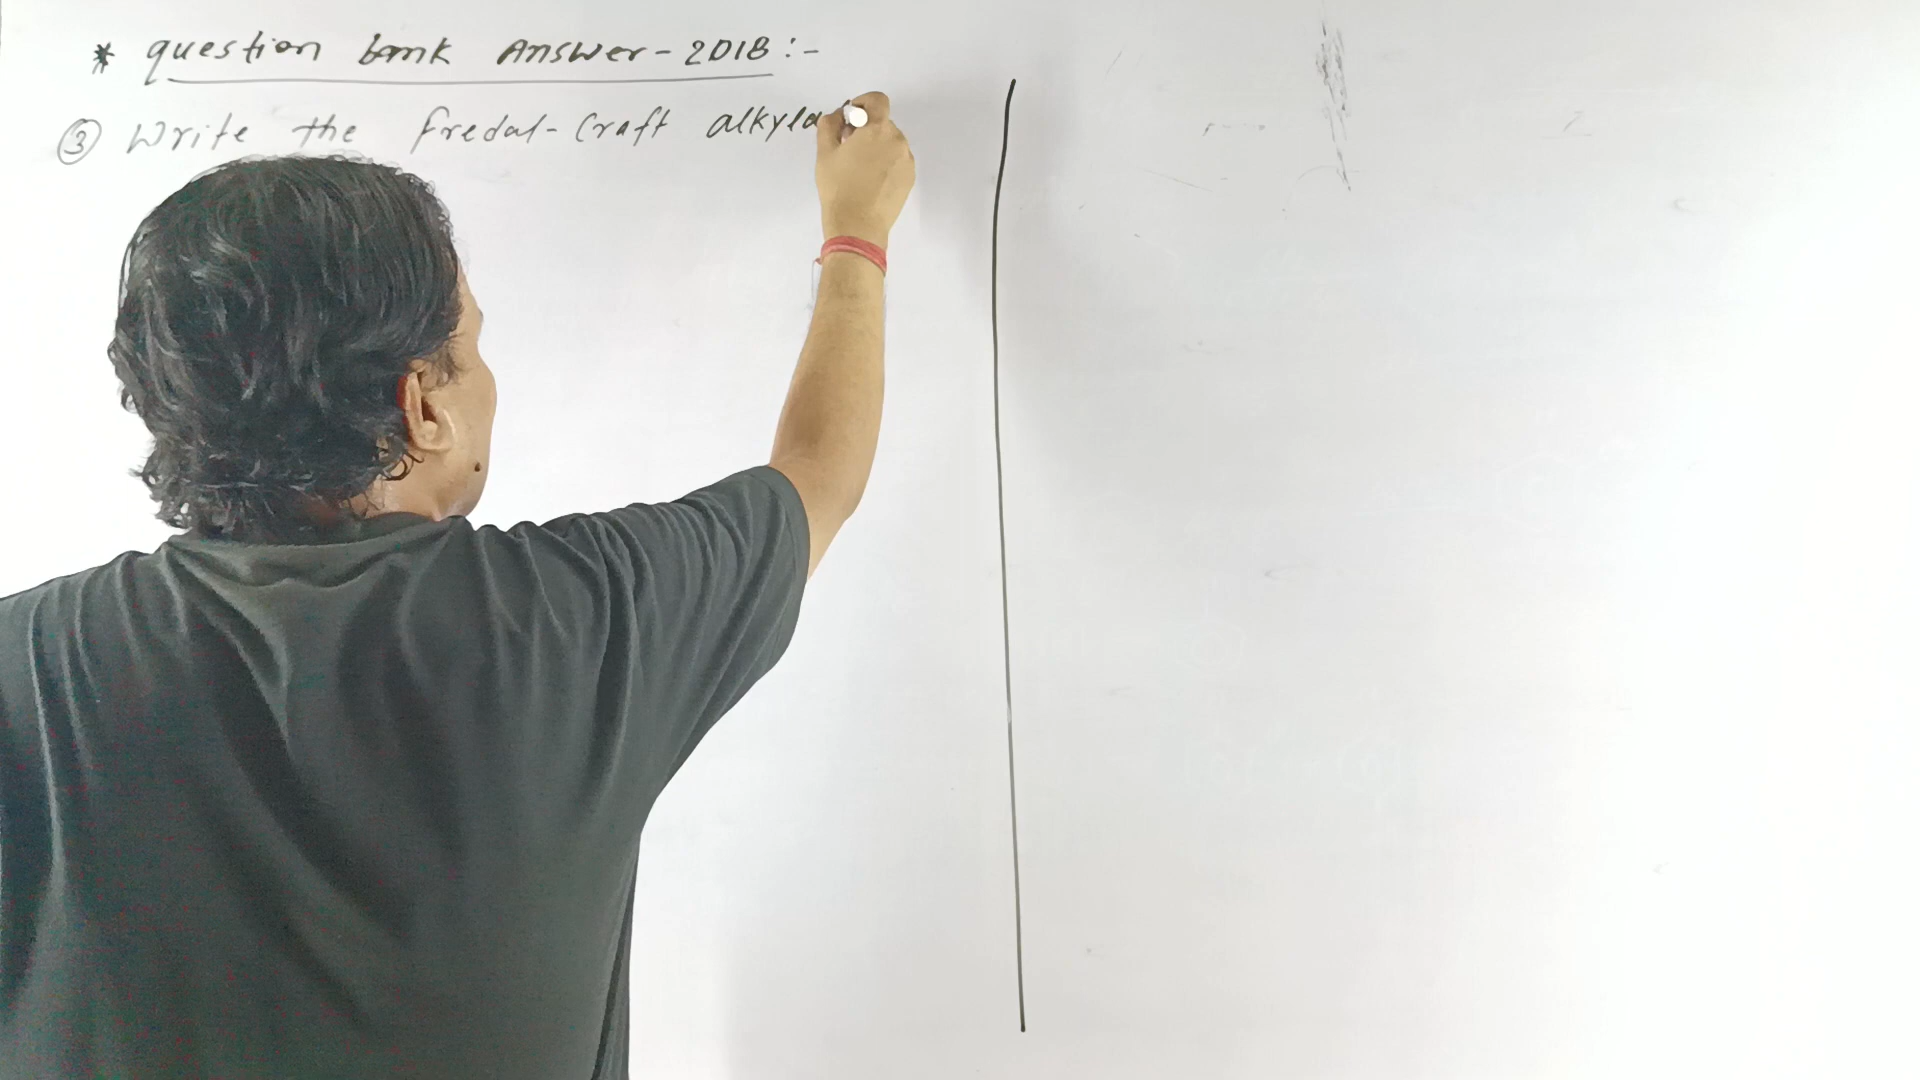 * question bank Answer - 2018 :-
③ Write the fredal - Craft alkyla